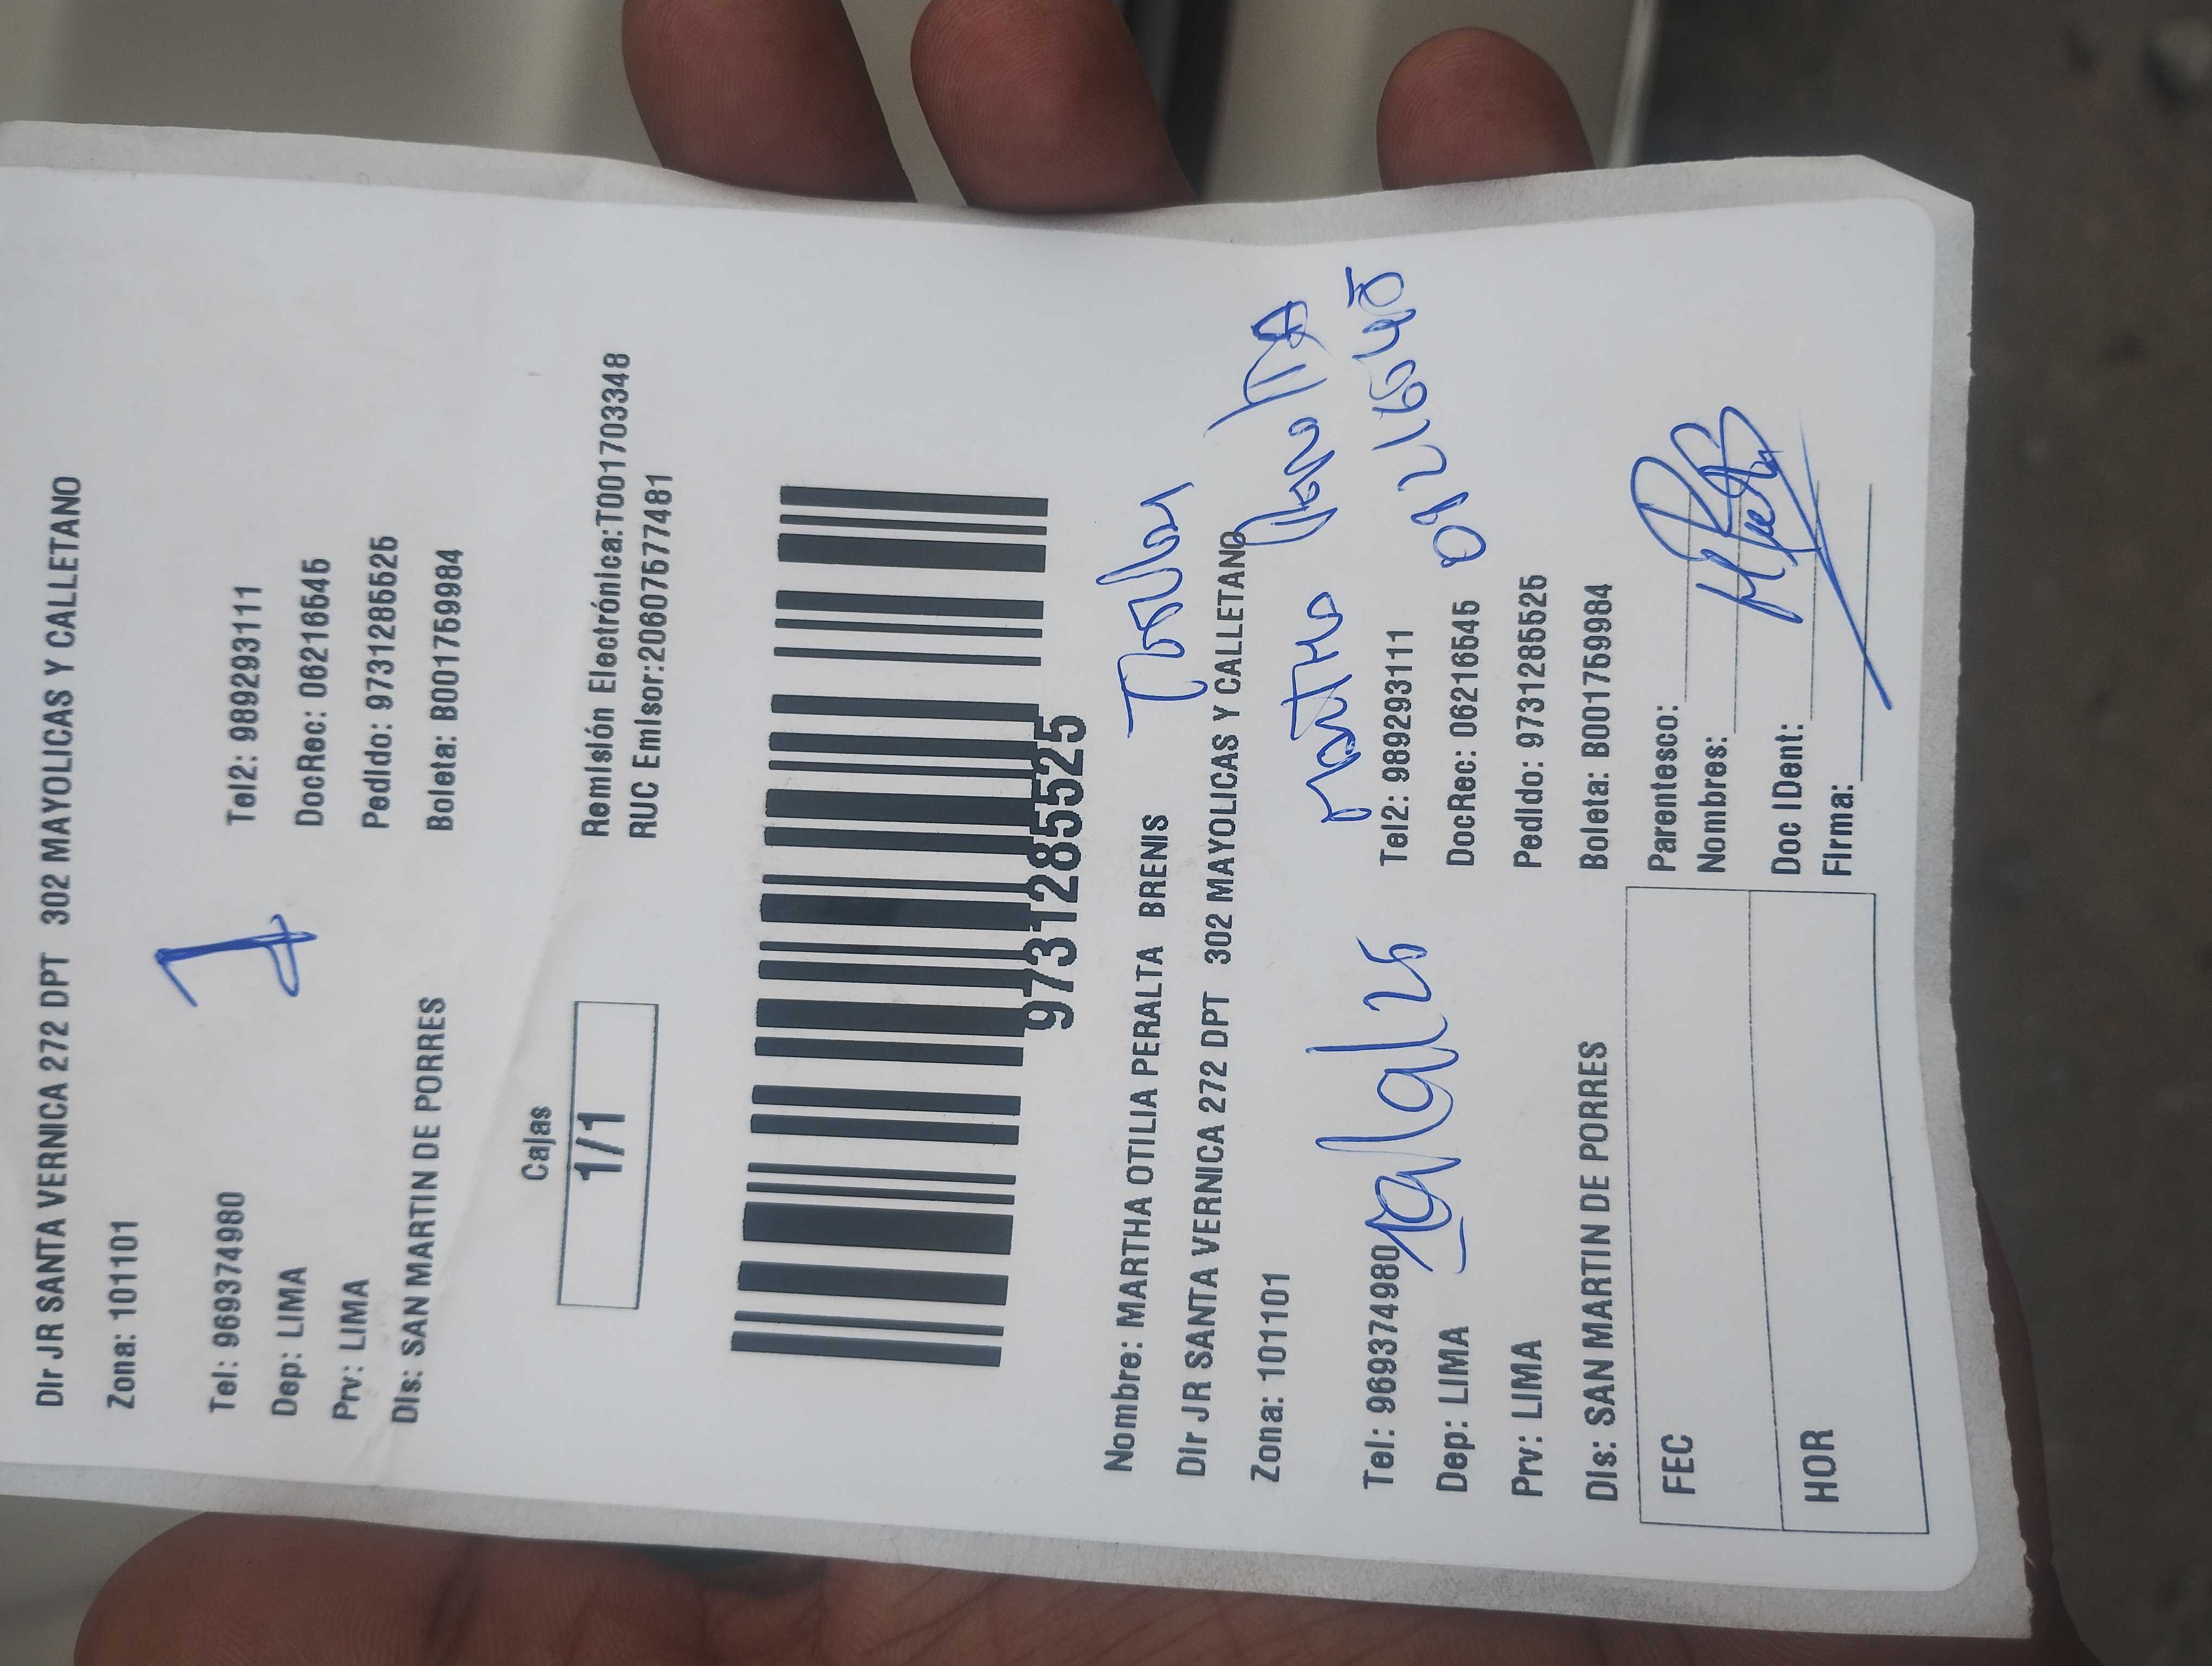 Dir JR SANTA VERNICA 272 DPT 302 MAYOLICAS Y CALLETANO
Zona: 101101
Tel: 969374980 Tel2: 989293111
Dep: LIMA DocRec: 06216545
Prv: LIMA Pedido: 97312855525
Dis: SAN MARTIN DE PORRES Boleta: B001759984
Cajas
1/1
Remisión Electrónica:T001703348
RUC Emisor:20607577481
97312855525
Nombre: MARTHA OTILIA PERALTA BRENIS
Dir JR SANTA VERNICA 272 DPT 302 MAYOLICAS Y CALLETANO
Zona: 101101
Tel: 969374980 Tel2: 989293111
Dep: LIMA DocRec: 06216545
Prv: LIMA Pedido: 97312855525
Dis: SAN MARTIN DE PORRES Boleta: B001759984
FEC
HOR
Parentesco:
Nombres:
Doc IDent:
Firma: